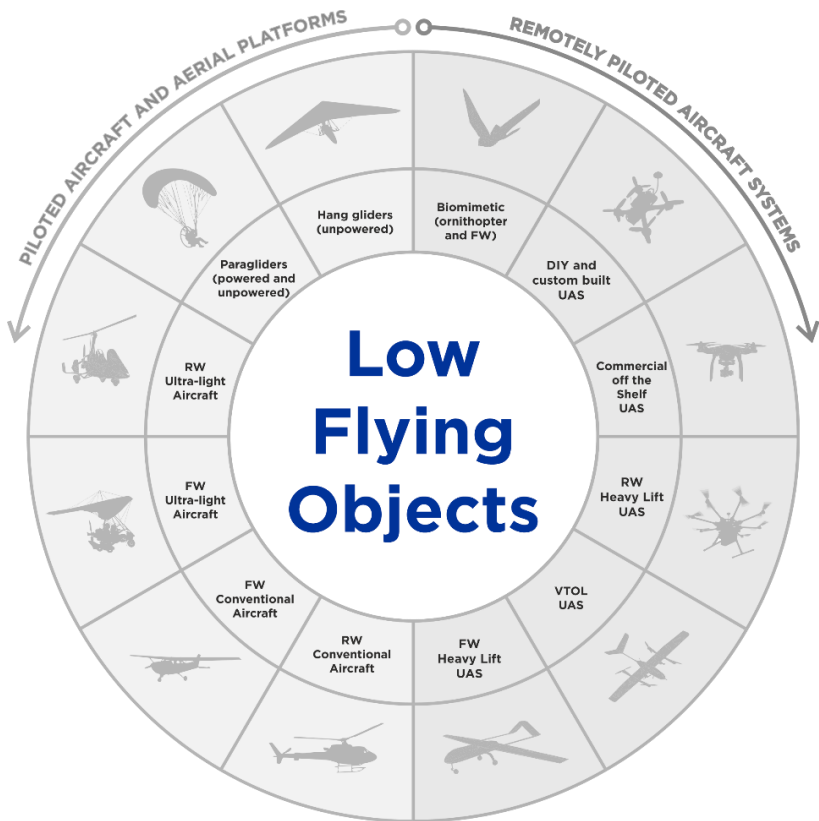 PILOTED AIRCRAFT AND AERIAL PLATFORMS
REMOTELY PILOTED AIRCRAFT SYSTEMS
Low
Flying
Objects
Biomimetic
(ornithopter
and FW)
DIY and
custom built
UAS
Commercial
off the
Shelf
UAS
RW
Heavy Lift
UAS
VTOL
UAS
FW
Heavy Lift
UAS
RW
Conventional
Aircraft
FW
Conventional
Aircraft
FW
Ultra-light
Aircraft
RW
Ultra-light
Aircraft
Paragliders
(powered and
unpowered)
Hang gliders
(unpowered)